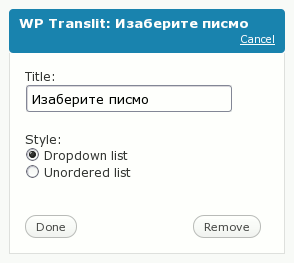 WP Translit: Изаберите писмо
Cancel
Title:
Изаберите писмо
Style:
Dropdown list
Unordered list
Done Remove